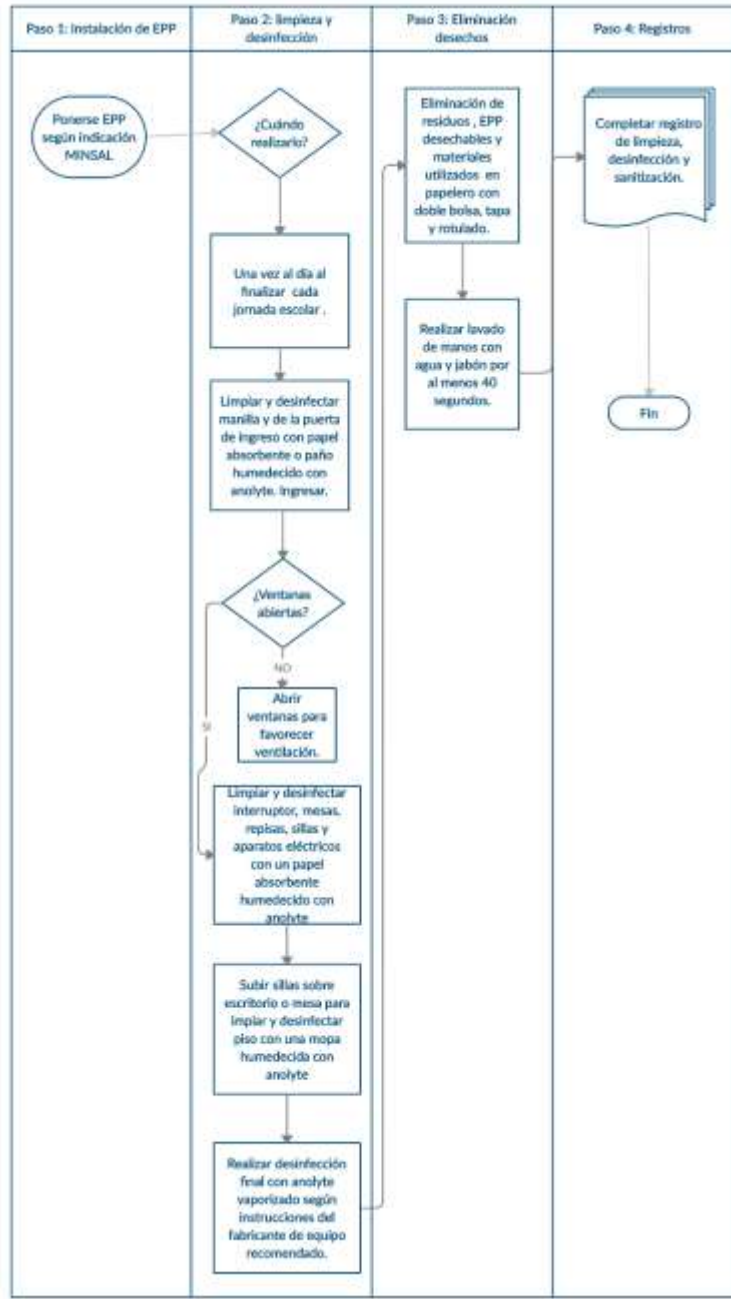 Paso 1: Instalación de EPP
Paso 2: limpieza y
desinfección
Paso 3: Eliminación
desechos
Paso 4: Registros
Ponerse EPP
según indicación
MINSAL
¿Cuándo
realizarlo?
Una vez al día al
finalizar cada
jornada escolar .
Limpiar y desinfectar
manilla y de la puerta
de ingreso con papel
absorbente o paño
humedecido con
anolyte. Ingresar.
¿Ventanas
abiertas?
NO
SI
Abrir
ventanas para
favorecer
ventilación.
Limpiar y desinfectar
interruptor, mesas,
repisas, sillas y
aparatos eléctricos
con un papel
absorbente
humedecido con
anolyte
Subir sillas sobre
escritorio o mesa para
limpiar y desinfectar
piso con una mopa
humedecida con
anolyte
Realizar desinfección
final con anolyte
vaporizado según
instrucciones del
fabricante de equipo
recomendado.
Eliminación de
residuos , EPP
desechables y
materiales
utilizados en
papelero con
doble bolsa, tapa
y rotulado.
Realizar lavado
de manos con
agua y jabón por
al menos 40
segundos.
Completar registro
de limpieza,
desinfección y
sanitización.
Fin